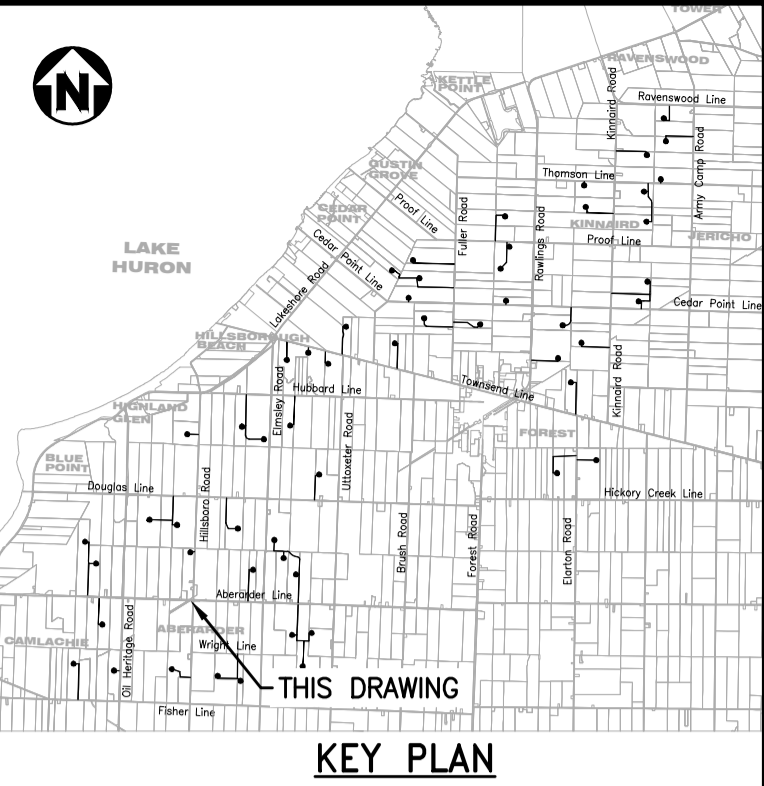 TOWER
RAVENSWOOD
N
KETTLE
POINT
Kinnaird Road
Ravenswood Line
Army Camp Road
GUSTIN
GROVE
Thomson Line
CEDAR
POINT
Proof Line
Fuller Road
Rawlings Road
KINNAIRD
Proof Line
JERICHO
LAKE
HURON
Cedar Point Line
Lakeshore Road
Cedar Point Line
HILLSBOROUGH
BEACH
Elmsley Road
Hubbard Line
Townsend Line
Kinnaird Road
HIGHLAND
GLEN
Uttoxeter Road
FOREST
BLUE
POINT
Douglas Line
Hillsboro Road
Hickory Creek Line
Brush Road
Forest Road
Elarton Road
Aberarder Line
Oil Heritage Road
ABERARDER
CAMLACHIE
Wright Line
THIS DRAWING
Fisher Line
KEY PLAN